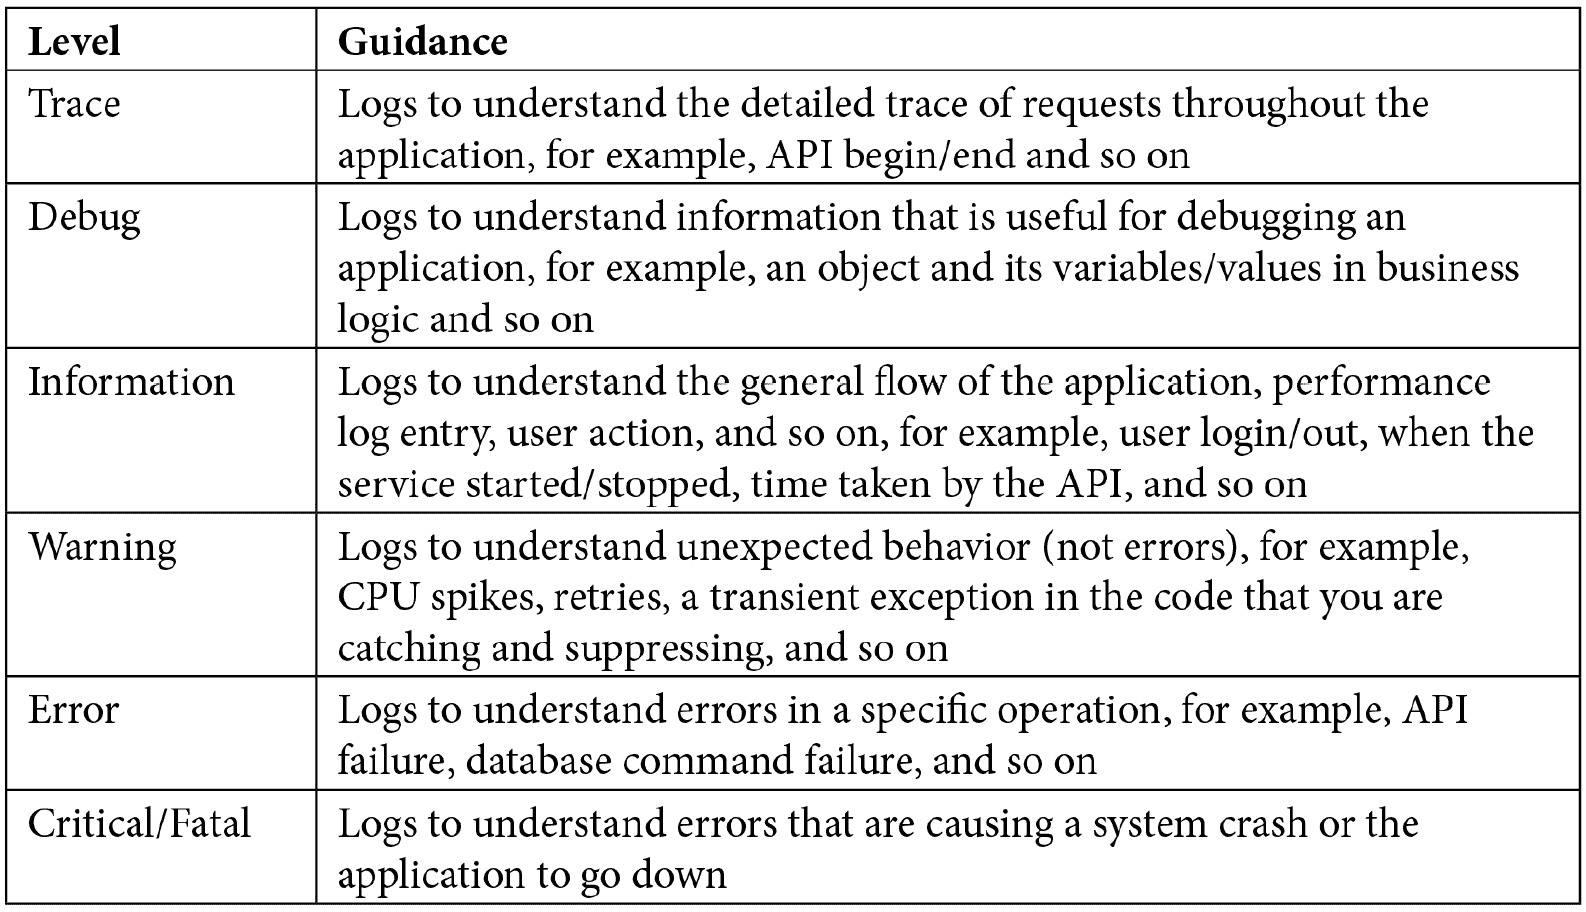 Level Guidance
Trace Logs to understand the detailed trace of requests throughout the
application, for example, API begin/end and so on
Debug Logs to understand information that is useful for debugging an
application, for example, an object and its variables/values in business
logic and so on
Information Logs to understand the general flow of the application, performance
log entry, user action, and so on, for example, user login/out, when the
service started/stopped, time taken by the API, and so on
Warning Logs to understand unexpected behavior (not errors), for example,
CPU spikes, retries, a transient exception in the code that you are
catching and suppressing, and so on
Error Logs to understand errors in a specific operation, for example, API
failure, database command failure, and so on
Critical/Fatal Logs to understand errors that are causing a system crash or the
application to go down